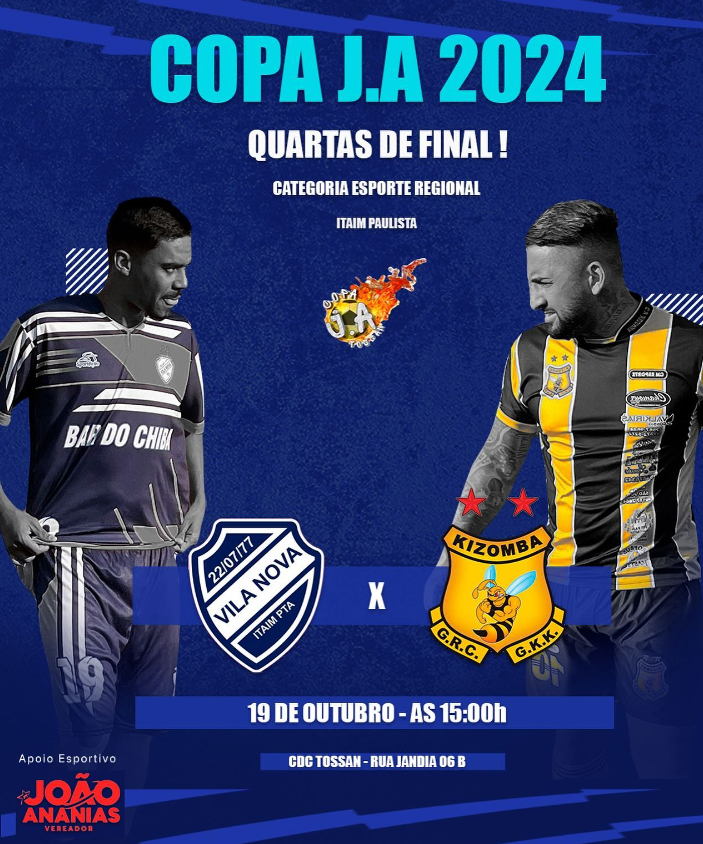 COPA J.A 2024
QUARTAS DE FINAL !
CATEGORIA ESPORTE REGIONAL
ITAIM PAULISTA
J.A
BAR DO CHIBA
19
22/07/77
VILA NOVA
ITAIM PTA
X
KIZOMBA
G.R.C.
G.K.K.
19 DE OUTUBRO - AS 15:00h
CDC TOSSAN - RUA JANDIA 06 B
Apoio Esportivo
JOÃO
ANANIAS
VEREADOR